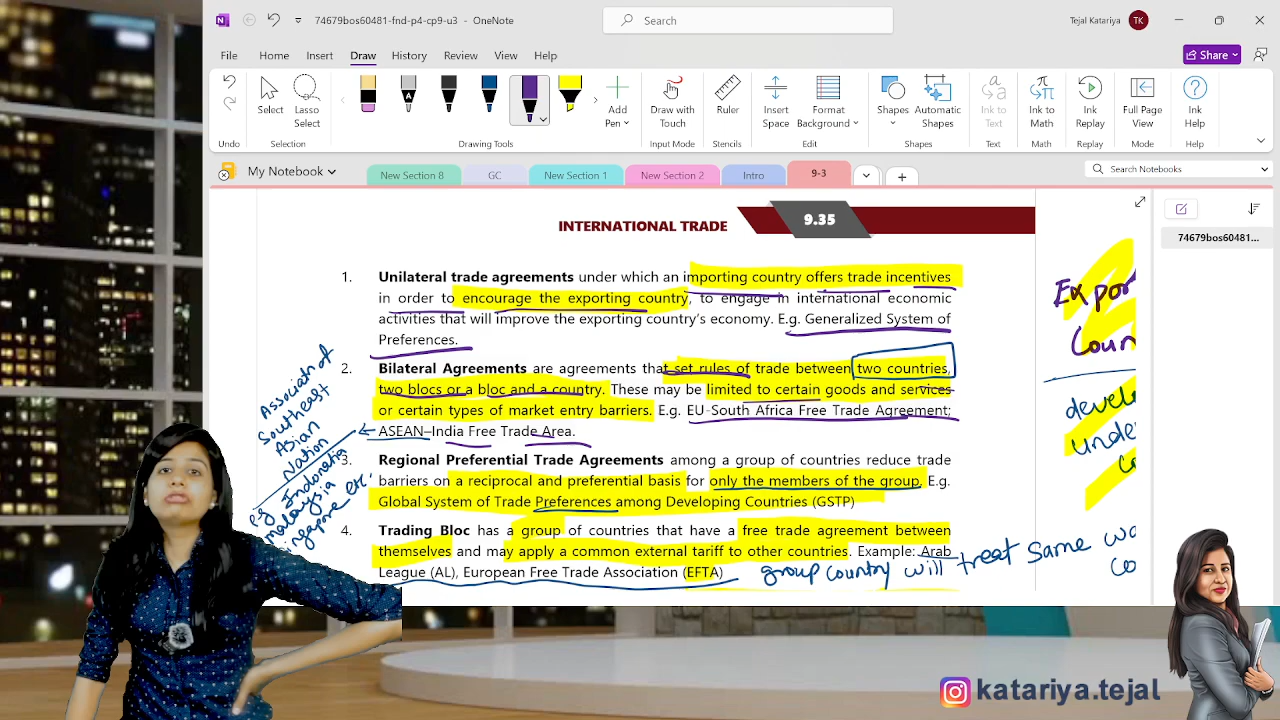 74679bos60481-fnd-p4-cp9-u3 - OneNote
Search
Tejal Katariya
TK
File Home Insert Draw History Review View Help
Share
Select
Lasso Select
Add Pen
Draw with Touch
Ruler
Insert Space
Format Background
Shapes
Automatic Shapes
Ink to Text
Ink to Math
Ink Replay
Full Page View
Ink Help
Undo Selection Drawing Tools Input Mode Stencils Edit Shapes Text Math Replay View Help
My Notebook
New Section 8 GC New Section 1 New Section 2 Intro 9-3
Search Notebooks
74679bos60481...
INTERNATIONAL TRADE 9.35
1. Unilateral trade agreements under which an importing country offers trade incentives
in order to encourage the exporting country, to engage in international economic
activities that will improve the exporting country's economy. E.g. Generalized System of
Preferences.
2. Bilateral Agreements are agreements that set rules of trade between two countries,
two blocs or a bloc and a country. These may be limited to certain goods and services
or certain types of market entry barriers. E.g. EU-South Africa Free Trade Agreement;
ASEAN–India Free Trade Area.
3. Regional Preferential Trade Agreements among a group of countries reduce trade
barriers on a reciprocal and preferential basis for only the members of the group. E.g.
Global System of Trade Preferences among Developing Countries (GSTP)
4. Trading Bloc has a group of countries that have a free trade agreement between
themselves and may apply a common external tariff to other countries. Example: Arab
League (AL), European Free Trade Association (EFTA)
group country will treat same
Association of
Southeast
Asian
Nation
e.g Indonesia
malaysia
ingapore etc
Expor
Coun
develo
unde
katariya.tejal